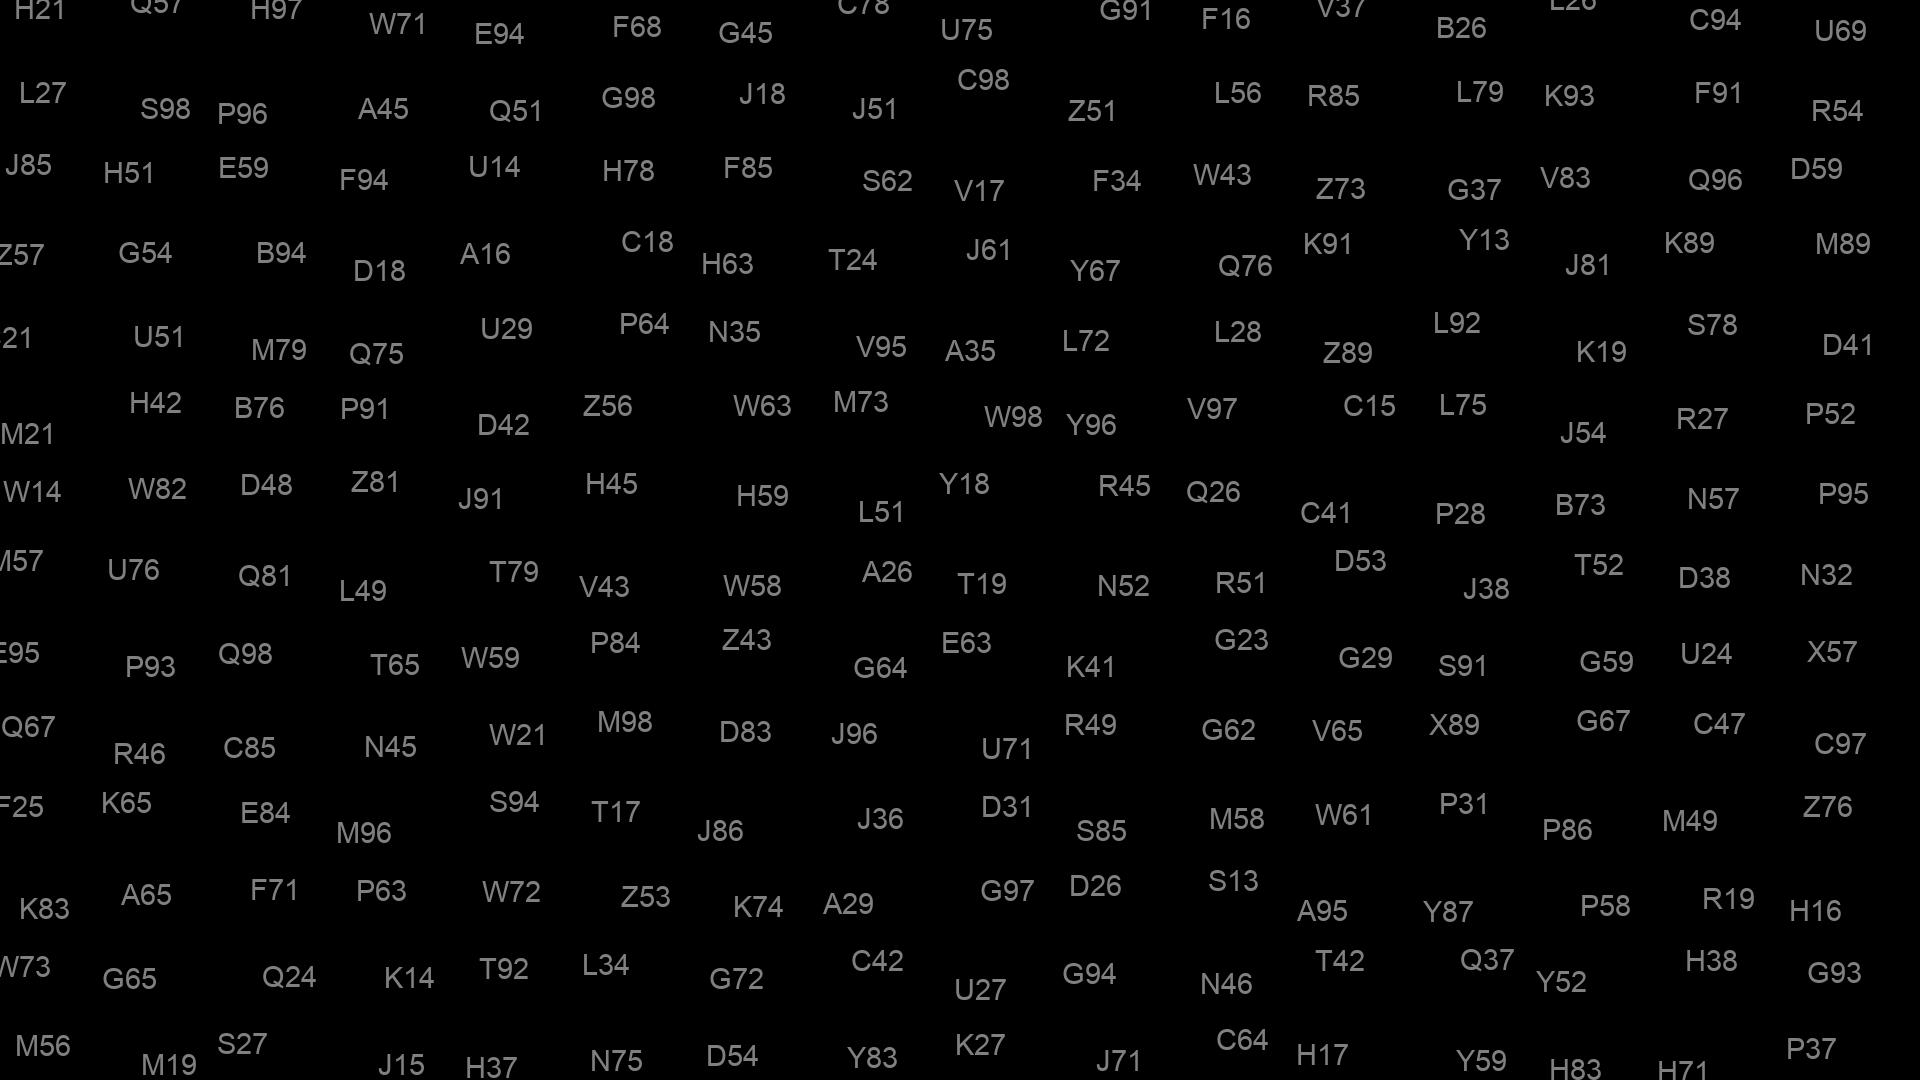 H21 Q57 H97 W71 E94 F68 G45 C78 U75 G91 F16 V37 B26 L26 C94 U69
L27 S98 P96 A45 Q51 G98 J18 J51 C98 Z51 L56 R85 L79 K93 F91 R54
J85 H51 E59 F94 U14 H78 F85 S62 V17 F34 W43 Z73 G37 V83 Q96 D59
Z57 G54 B94 D18 A16 C18 H63 T24 J61 Y67 Q76 K91 Y13 J81 K89 M89
21 U51 M79 Q75 U29 P64 N35 V95 A35 L72 L28 Z89 L92 K19 S78 D41
M21 H42 B76 P91 D42 Z56 W63 M73 W98 Y96 V97 C15 L75 J54 R27 P52
W14 W82 D48 Z81 J91 H45 H59 L51 Y18 R45 Q26 C41 P28 B73 N57 P95
M57 U76 Q81 L49 T79 V43 W58 A26 T19 N52 R51 D53 J38 T52 D38 N32
E95 P93 Q98 T65 W59 P84 Z43 G64 E63 K41 G23 G29 S91 G59 U24 X57
Q67 R46 C85 N45 W21 M98 D83 J96 U71 R49 G62 V65 X89 G67 C47 C97
F25 K65 E84 M96 S94 T17 J86 J36 D31 S85 M58 W61 P31 P86 M49 Z76
K83 A65 F71 P63 W72 Z53 K74 A29 G97 D26 S13 A95 Y87 P58 R19 H16
W73 G65 Q24 K14 T92 L34 G72 C42 U27 G94 N46 T42 Q37 Y52 H38 G93
M56 M19 S27 J15 H37 N75 D54 Y83 K27 J71 C64 H17 Y59 H83 H71 P37